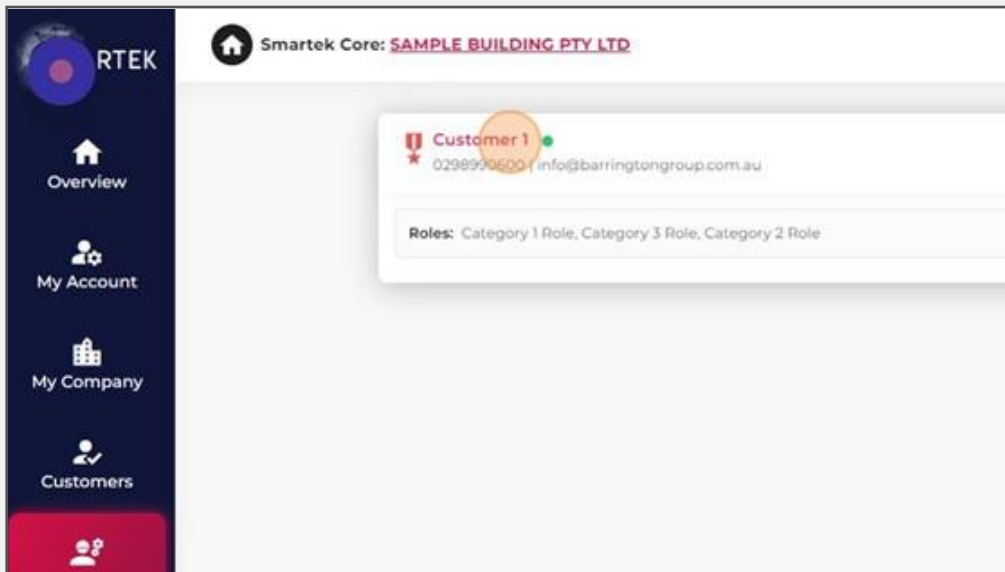 RTEK
Smartek Core: SAMPLE BUILDING PTY LTD
Customer 1
0298990600 | info@barringtongroup.com.au
Roles: Category 1 Role, Category 3 Role, Category 2 Role
Overview
My Account
My Company
Customers